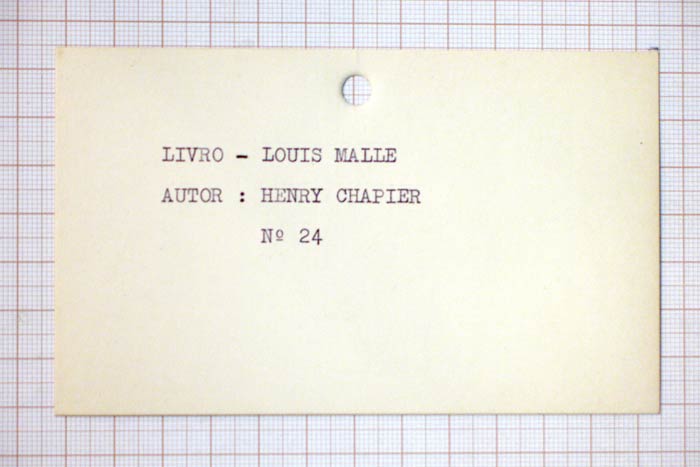 LIVRO - LOUIS MALLE
AUTOR : HENRY CHAPIER
Nº 24